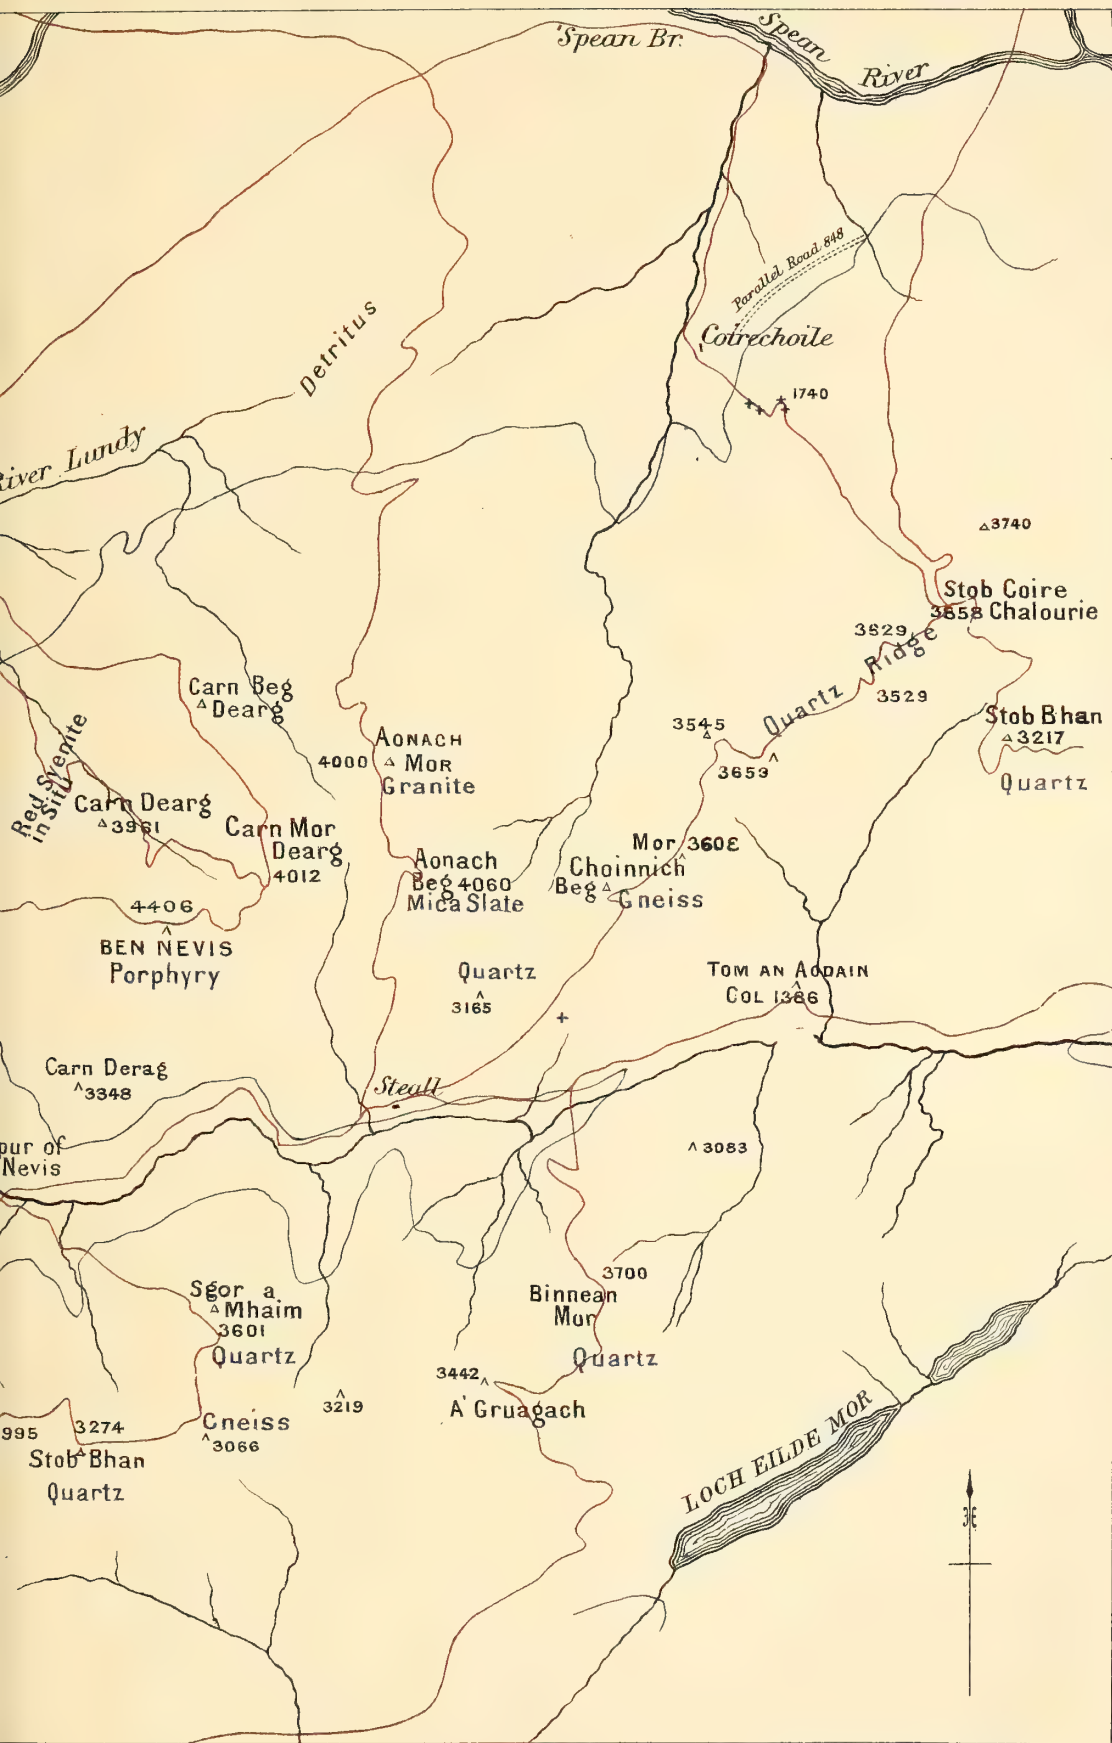 'Spean Br.
Spean
River
Parallel Road 848
Coirechoile
1740
Detritus
River Lundy
3740
Stob Coire
3658 Chalourie
3629
Quartz Ridge
3529
3545
3659
Stob Bhan
3217
Quartz
Carn Beg
Dearg
AONACH
4000 MOR
Granite
Red Syenite
in Situ
Carn Dearg
3961
Carn Mor
Dearg
4012
Aonach
Beg 4060
Mica Slate
Mor 3608
Choinnich
Beg
Gneiss
4406
BEN NEVIS
Porphyry
Quartz
3165
TOM AN AODAIN
COL 1386
Carn Derag
3348
Steall
pur of
Nevis
3083
3700
Binnean
Mor
Quartz
Sgor a
Mhaim
3601
Quartz
3442
A' Gruagach
3219
Gneiss
3066
995
3274
Stob Bhan
Quartz
LOCH EILDE MOR